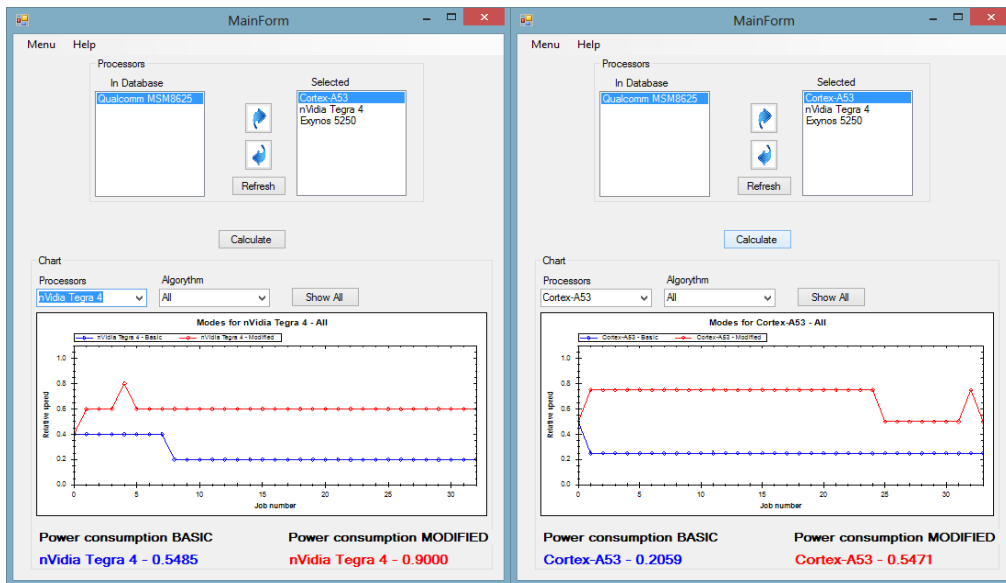 MainForm
Menu Help
Processors
In Database Selected
Qualcomm MSM8625 Cortex-A53
nVidia Tegra 4
Exynos 5250
Refresh
Calculate
Chart
Processors Algorythm
nVidia Tegra 4 All Show All
Modes for nVidia Tegra 4 - All
nVidia Tegra 4 - Basic nVidia Tegra 4 - Modified
Relative speed
1.0
0.8
0.6
0.4
0.2
0.0
0 5 10 15 20 25 30
Job number
Power consumption BASIC Power consumption MODIFIED
nVidia Tegra 4 - 0.5485 nVidia Tegra 4 - 0.9000
MainForm
Menu Help
Processors
In Database Selected
Qualcomm MSM8625 Cortex-A53
nVidia Tegra 4
Exynos 5250
Refresh
Calculate
Chart
Processors Algorythm
Cortex-A53 All Show All
Modes for Cortex-A53 - All
Cortex-A53 - Basic Cortex-A53 - Modified
Relative speed
1.0
0.8
0.6
0.4
0.2
0.0
0 5 10 15 20 25 30
Job number
Power consumption BASIC Power consumption MODIFIED
Cortex-A53 - 0.2059 Cortex-A53 - 0.5471